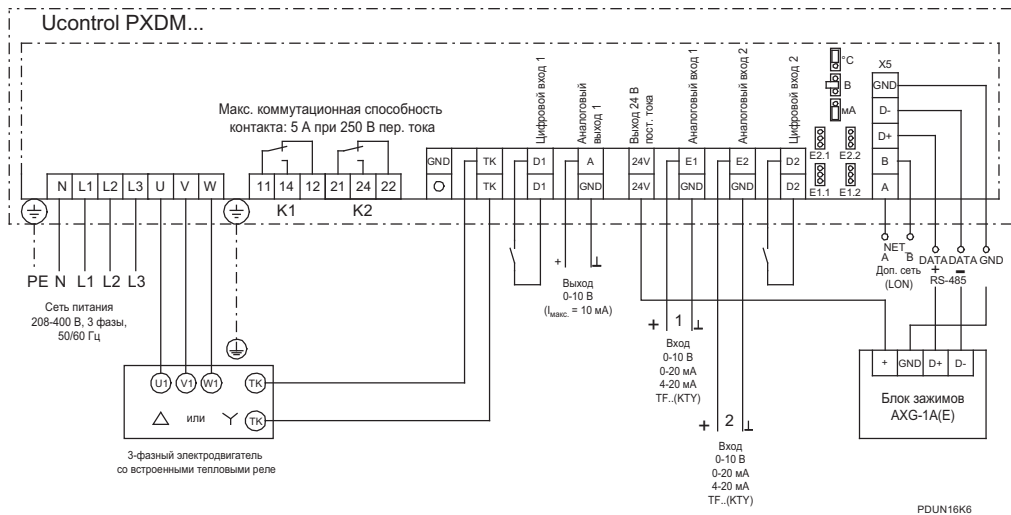 Ucontrol PXDM...
Макс. коммутационная способность
контакта: 5 А при 250 В пер. тока
Цифровой вход 1
Аналоговый
выход 1
Выход 24 В
пост. тока
Аналоговый вход 1
Аналоговый вход 2
Цифровой вход 2
°C
В
мА
E2.1 E2.2
E1.1 E1.2
X5
GND
D-
D+
B
A
N L1 L2 L3 U V W
11 14 12 21 24 22
K1 K2
GND TK D1 A 24V E1 E2 D2
TK D1 GND 24V GND GND D2
PE N L1 L2 L3
Сеть питания
208-400 В, 3 фазы,
50/60 Гц
+ ⊥
Выход
0-10 В
(Iмакс. = 10 мА)
+ 1 ⊥
Вход
0-10 В
0-20 мА
4-20 мА
TF..(KTY)
+ 2 ⊥
Вход
0-10 В
0-20 мА
4-20 мА
TF..(KTY)
NET
A B
Доп. сеть
(LON)
DATA DATA GND
+ −
RS-485
+ GND D+ D-
Блок зажимов
AXG-1A(E)
U1 V1 W1 TK
или TK
3-фазный электродвигатель
со встроенными тепловыми реле
PDUN16K6